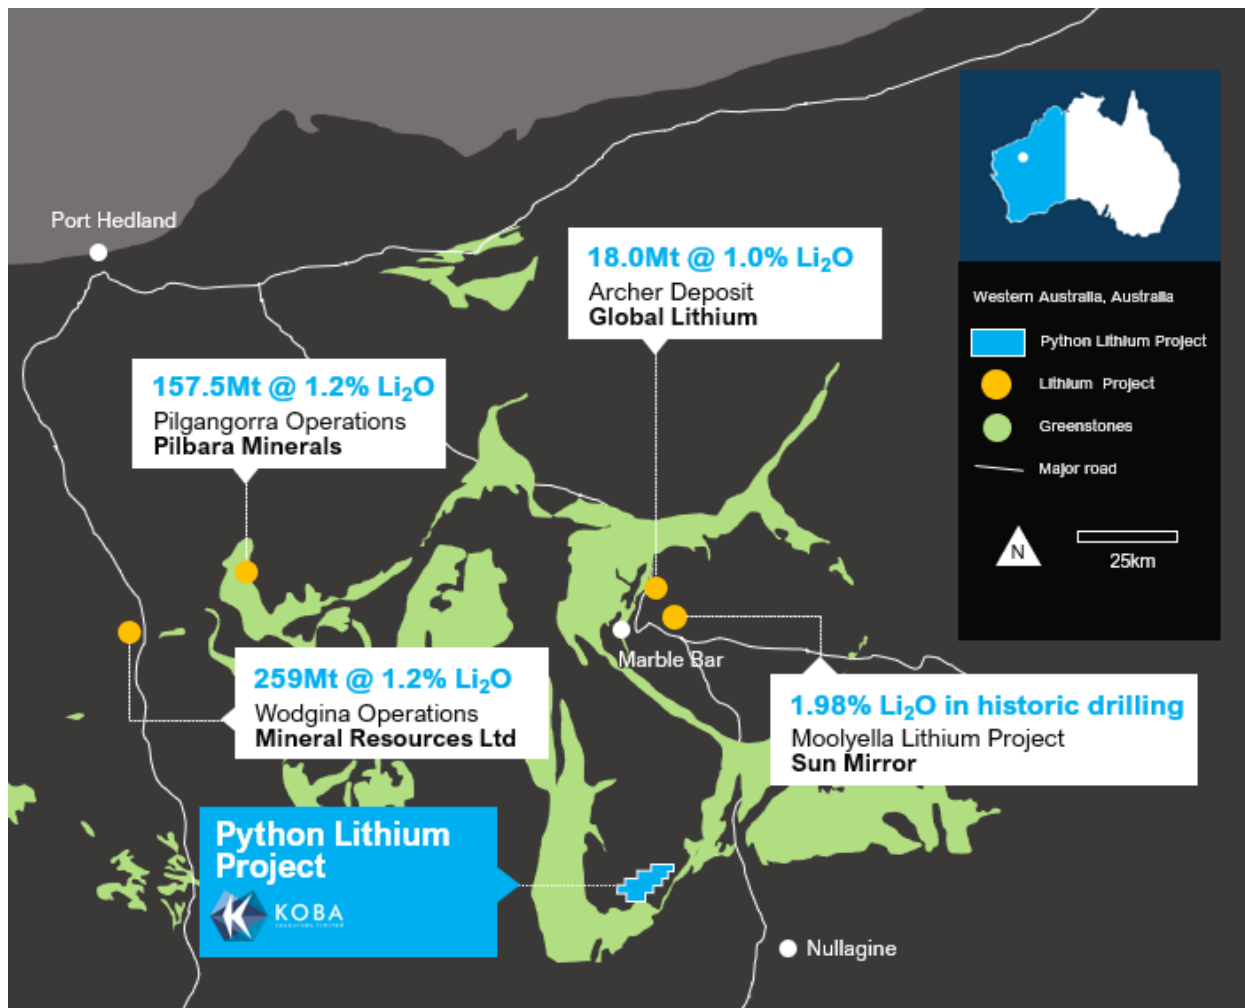 Port Hedland
18.0Mt @ 1.0% Li₂O
Archer Deposit
Global Lithium
157.5Mt @ 1.2% Li₂O
Pilgangorra Operations
Pilbara Minerals
Western Australia, Australia
Python Lithium Project
Lithium Project
Greenstones
Major road
N
25km
Marble Bar
259Mt @ 1.2% Li₂O
Wodgina Operations
Mineral Resources Ltd
1.98% Li₂O in historic drilling
Moolyella Lithium Project
Sun Mirror
Python Lithium
Project
KOBA
resources limited
Nullagine